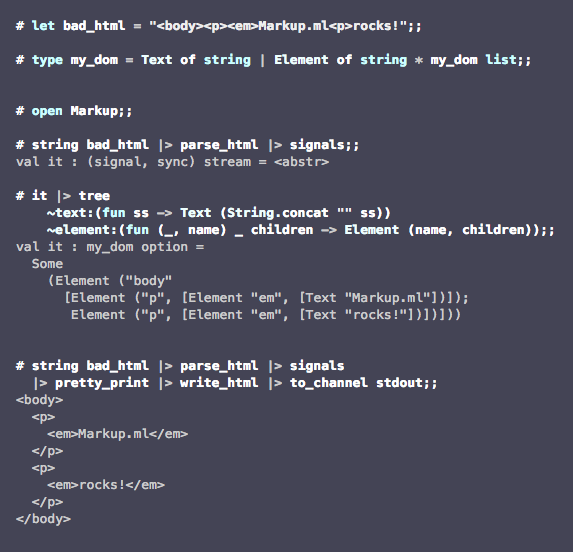 # let bad_html = "<body><p><em>Markup.ml<p>rocks!";;
# type my_dom = Text of string | Element of string * my_dom list;;
# open Markup;;
# string bad_html |> parse_html |> signals;;
val it : (signal, sync) stream = <abstr>
# it |> tree
    ~text:(fun ss -> Text (String.concat "" ss))
    ~element:(fun (_, name) _ children -> Element (name, children));;
val it : my_dom option =
  Some
    (Element ("body"
      [Element ("p", [Element "em", [Text "Markup.ml"])]);
       Element ("p", [Element "em", [Text "rocks!"])])]))
# string bad_html |> parse_html |> signals
  |> pretty_print |> write_html |> to_channel stdout;;
<body>
  <p>
    <em>Markup.ml</em>
  </p>
  <p>
    <em>rocks!</em>
  </p>
</body>